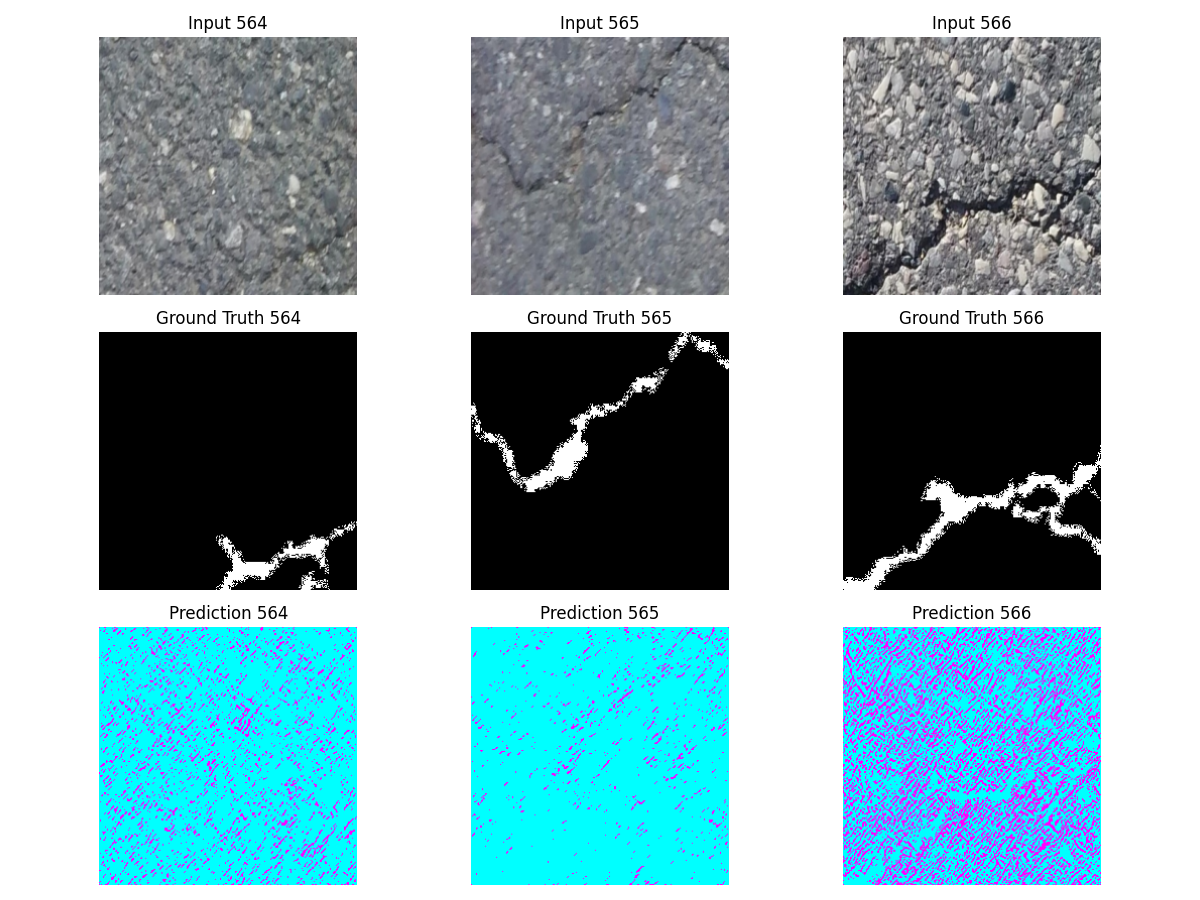 Input 564
Input 565
Input 566
Ground Truth 564
Ground Truth 565
Ground Truth 566
Prediction 564
Prediction 565
Prediction 566